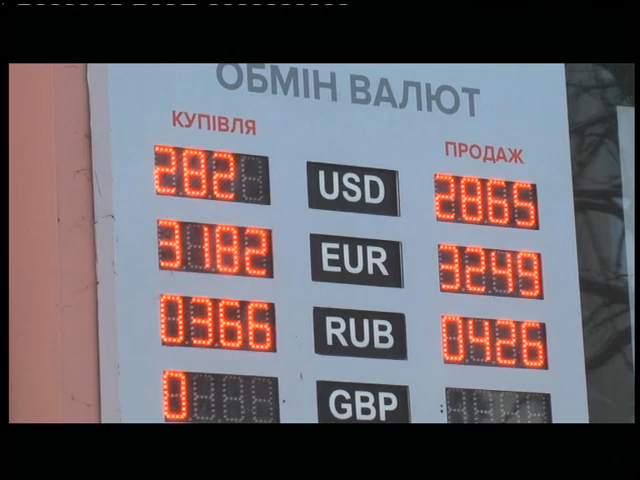 ОБМІН ВАЛЮТ
КУПІВЛЯ ПРОДАЖ
282 USD 2865
3182 EUR 3249
0366 RUB 0426
0 GBP